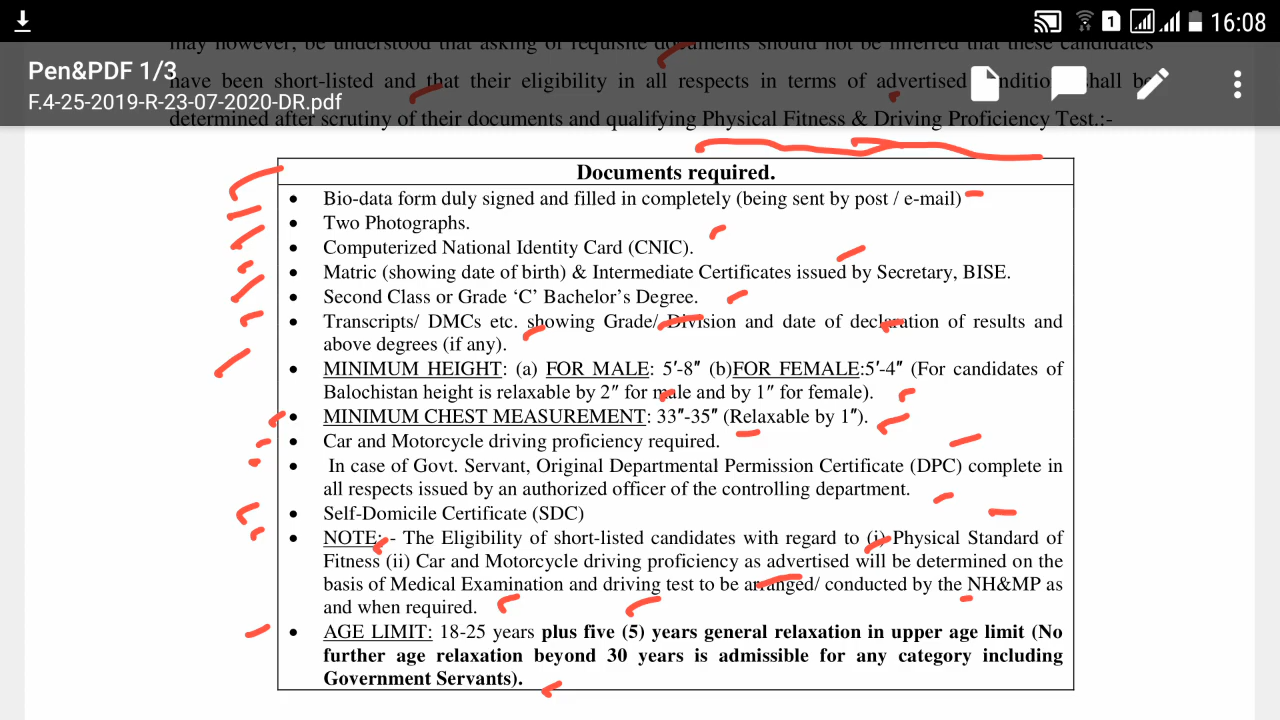 1 16:08
may however, be understood that asking of requisite documents should not be inferred that these candidates
Pen&PDF 1/3
have been short-listed and that their eligibility in all respects in terms of advertised conditions shall be
F.4-25-2019-R-23-07-2020-DR.pdf
determined after scrutiny of their documents and qualifying Physical Fitness & Driving Proficiency Test.:-
Documents required.
• Bio-data form duly signed and filled in completely (being sent by post / e-mail)
• Two Photographs.
• Computerized National Identity Card (CNIC).
• Matric (showing date of birth) & Intermediate Certificates issued by Secretary, BISE.
• Second Class or Grade ‘C’ Bachelor’s Degree.
• Transcripts/ DMCs etc. showing Grade/ Division and date of declaration of results and
above degrees (if any).
• MINIMUM HEIGHT: (a) FOR MALE: 5′-8″ (b)FOR FEMALE:5′-4″ (For candidates of
Balochistan height is relaxable by 2″ for male and by 1″ for female).
• MINIMUM CHEST MEASUREMENT: 33″-35″ (Relaxable by 1″).
• Car and Motorcycle driving proficiency required.
• In case of Govt. Servant, Original Departmental Permission Certificate (DPC) complete in
all respects issued by an authorized officer of the controlling department.
• Self-Domicile Certificate (SDC)
• NOTE: - The Eligibility of short-listed candidates with regard to (i) Physical Standard of
Fitness (ii) Car and Motorcycle driving proficiency as advertised will be determined on the
basis of Medical Examination and driving test to be arranged/ conducted by the NH&MP as
and when required.
• AGE LIMIT: 18-25 years plus five (5) years general relaxation in upper age limit (No
further age relaxation beyond 30 years is admissible for any category including
Government Servants).